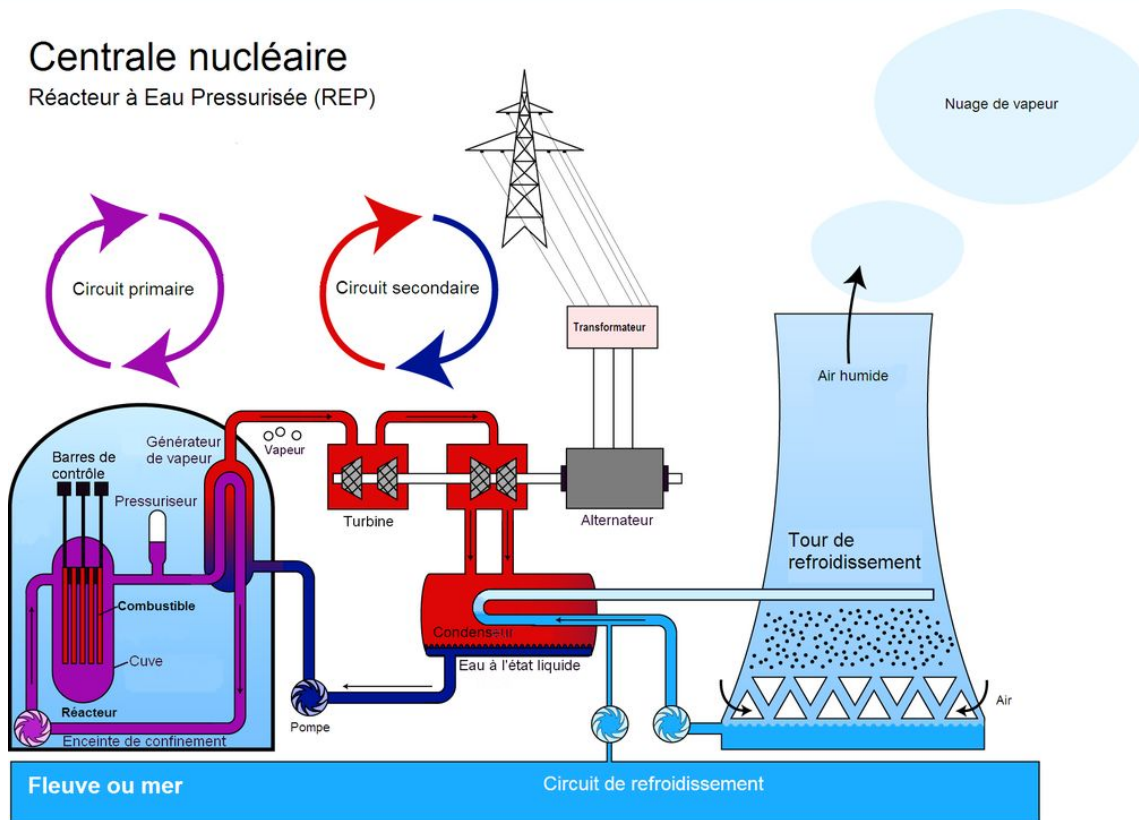 Centrale nucléaire
Réacteur à Eau Pressurisée (REP)
Nuage de vapeur
Circuit primaire
Circuit secondaire
Transformateur
Air humide
Générateur
de vapeur
Vapeur
Barres de
contrôle
Pressuriseur
Turbine
Alternateur
Tour de
refroidissement
Combustible
Condenseur
Eau à l'état liquide
Cuve
Réacteur
Pompe
Air
Enceinte de confinement
Fleuve ou mer
Circuit de refroidissement